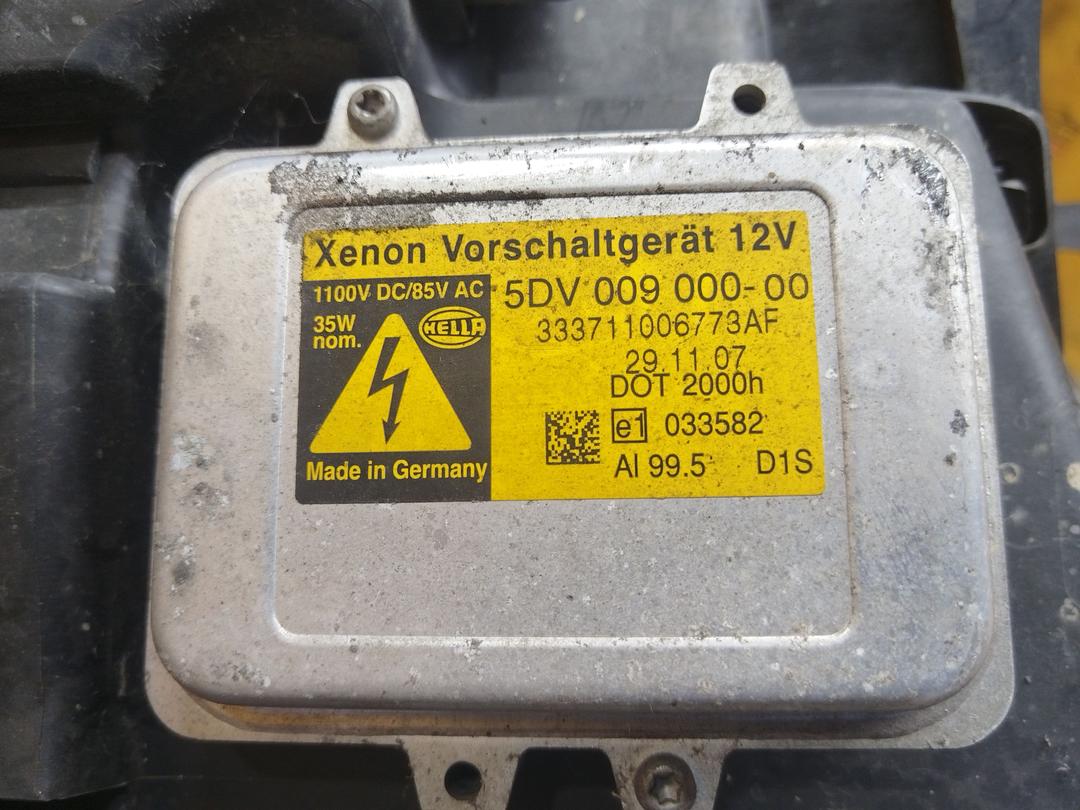 Xenon Vorschaltgerät 12V
1100V DC/85V AC
35W
nom.
HELLA
Made in Germany
5DV 009 000-00
333711006773AF
29.11.07
DOT 2000h
e1 033582
Al 99.5 D1S